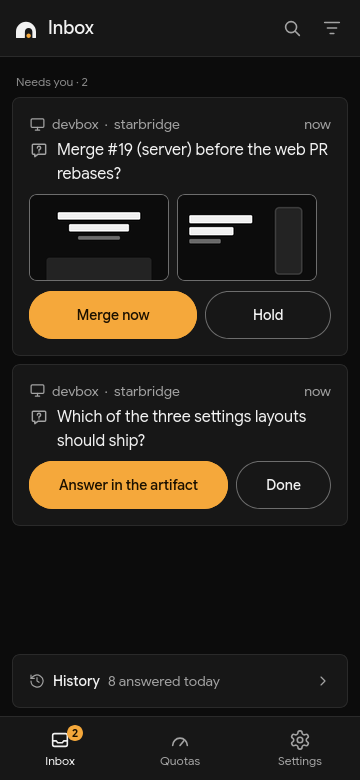 Inbox
Needs you · 2
devbox · starbridge
now
Merge #19 (server) before the web PR
rebases?
Merge now
Hold
devbox · starbridge
now
Which of the three settings layouts
should ship?
Answer in the artifact
Done
History 8 answered today
2
Inbox
Quotas
Settings